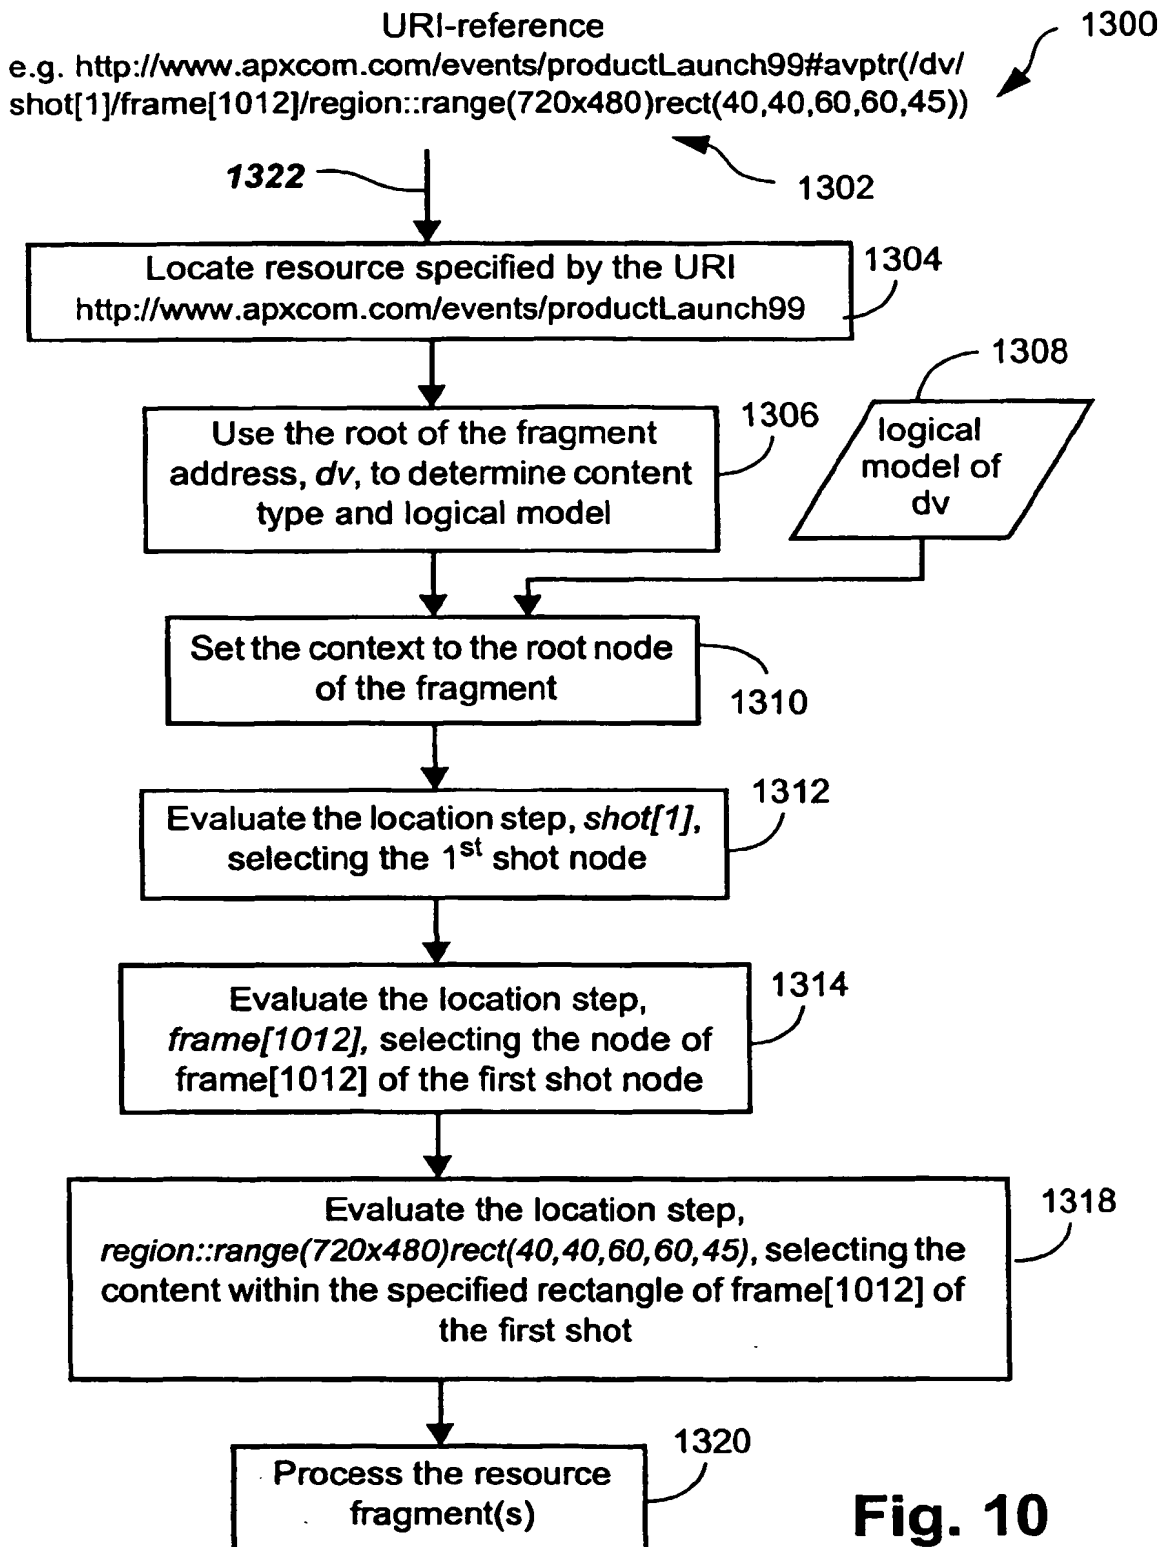 URI-reference
1300
e.g. http://www.apxcom.com/events/productLaunch99#avptr(/dv/
shot[1]/frame[1012]/region::range(720x480)rect(40,40,60,60,45))
1322
1302
Locate resource specified by the URI
http://www.apxcom.com/events/productLaunch99
1304
1308
Use the root of the fragment
address, dv, to determine content
type and logical model
1306
logical
model of
dv
Set the context to the root node
of the fragment
1310
Evaluate the location step, shot[1],
selecting the 1st shot node
1312
Evaluate the location step,
frame[1012], selecting the node of
frame[1012] of the first shot node
1314
Evaluate the location step,
region::range(720x480)rect(40,40,60,60,45), selecting the
content within the specified rectangle of frame[1012] of
the first shot
1318
Process the resource
fragment(s)
1320
Fig. 10